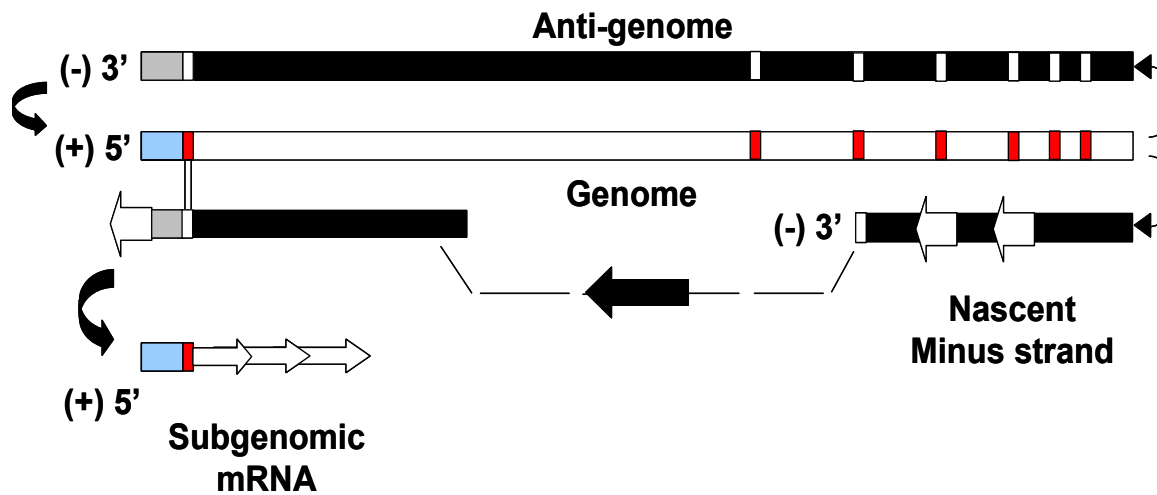 Anti-genome
(-) 3’
(+) 5’
Genome
(-) 3’
Nascent
Minus strand
(+) 5’
Subgenomic
mRNA